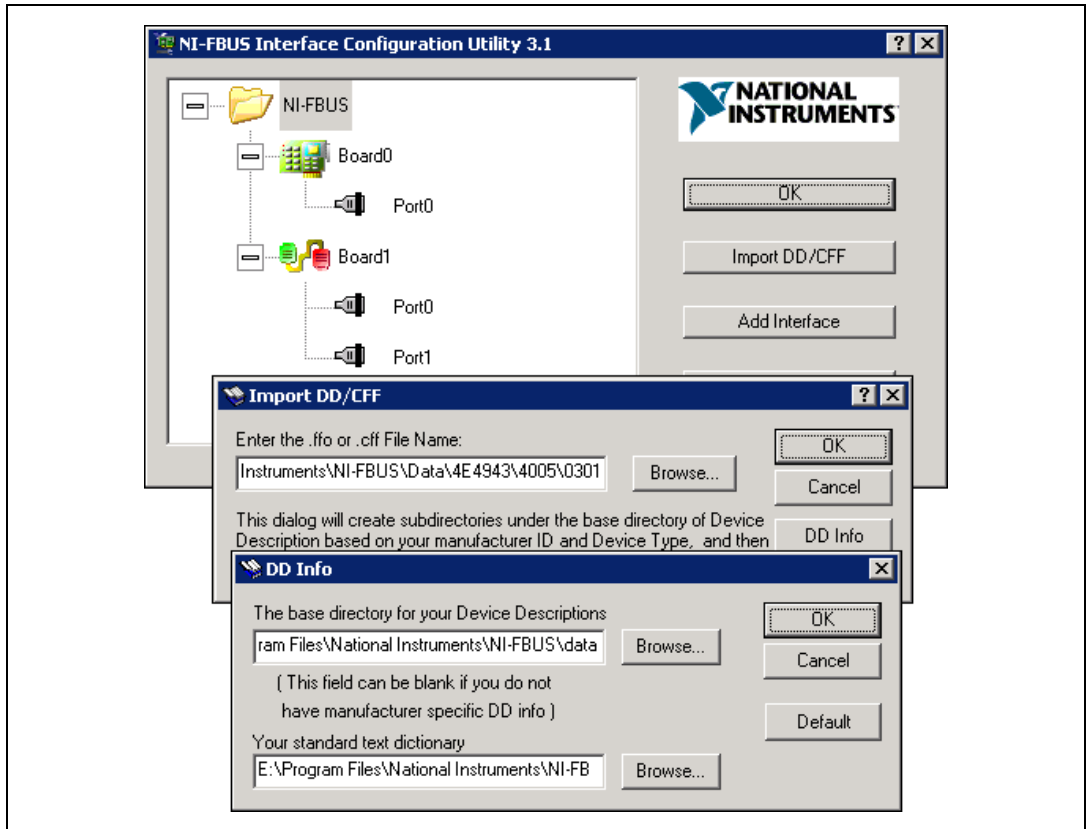 NI-FBUS Interface Configuration Utility 3.1
NI-FBUS
Board0
Port0
Board1
Port0
Port1
NATIONAL
INSTRUMENTS
OK
Import DD/CFF
Add Interface
Import DD/CFF
Enter the .ffo or .cff File Name:
Instruments\NI-FBUS\Data\4E4943\4005\0301
Browse...
OK
Cancel
DD Info
This dialog will create subdirectories under the base directory of Device
Description based on your manufacturer ID and Device Type, and then
DD Info
The base directory for your Device Descriptions
ram Files\National Instruments\NI-FBUS\data
Browse...
( This field can be blank if you do not
have manufacturer specific DD info )
Your standard text dictionary
E:\Program Files\National Instruments\NI-FB
Browse...
OK
Cancel
Default